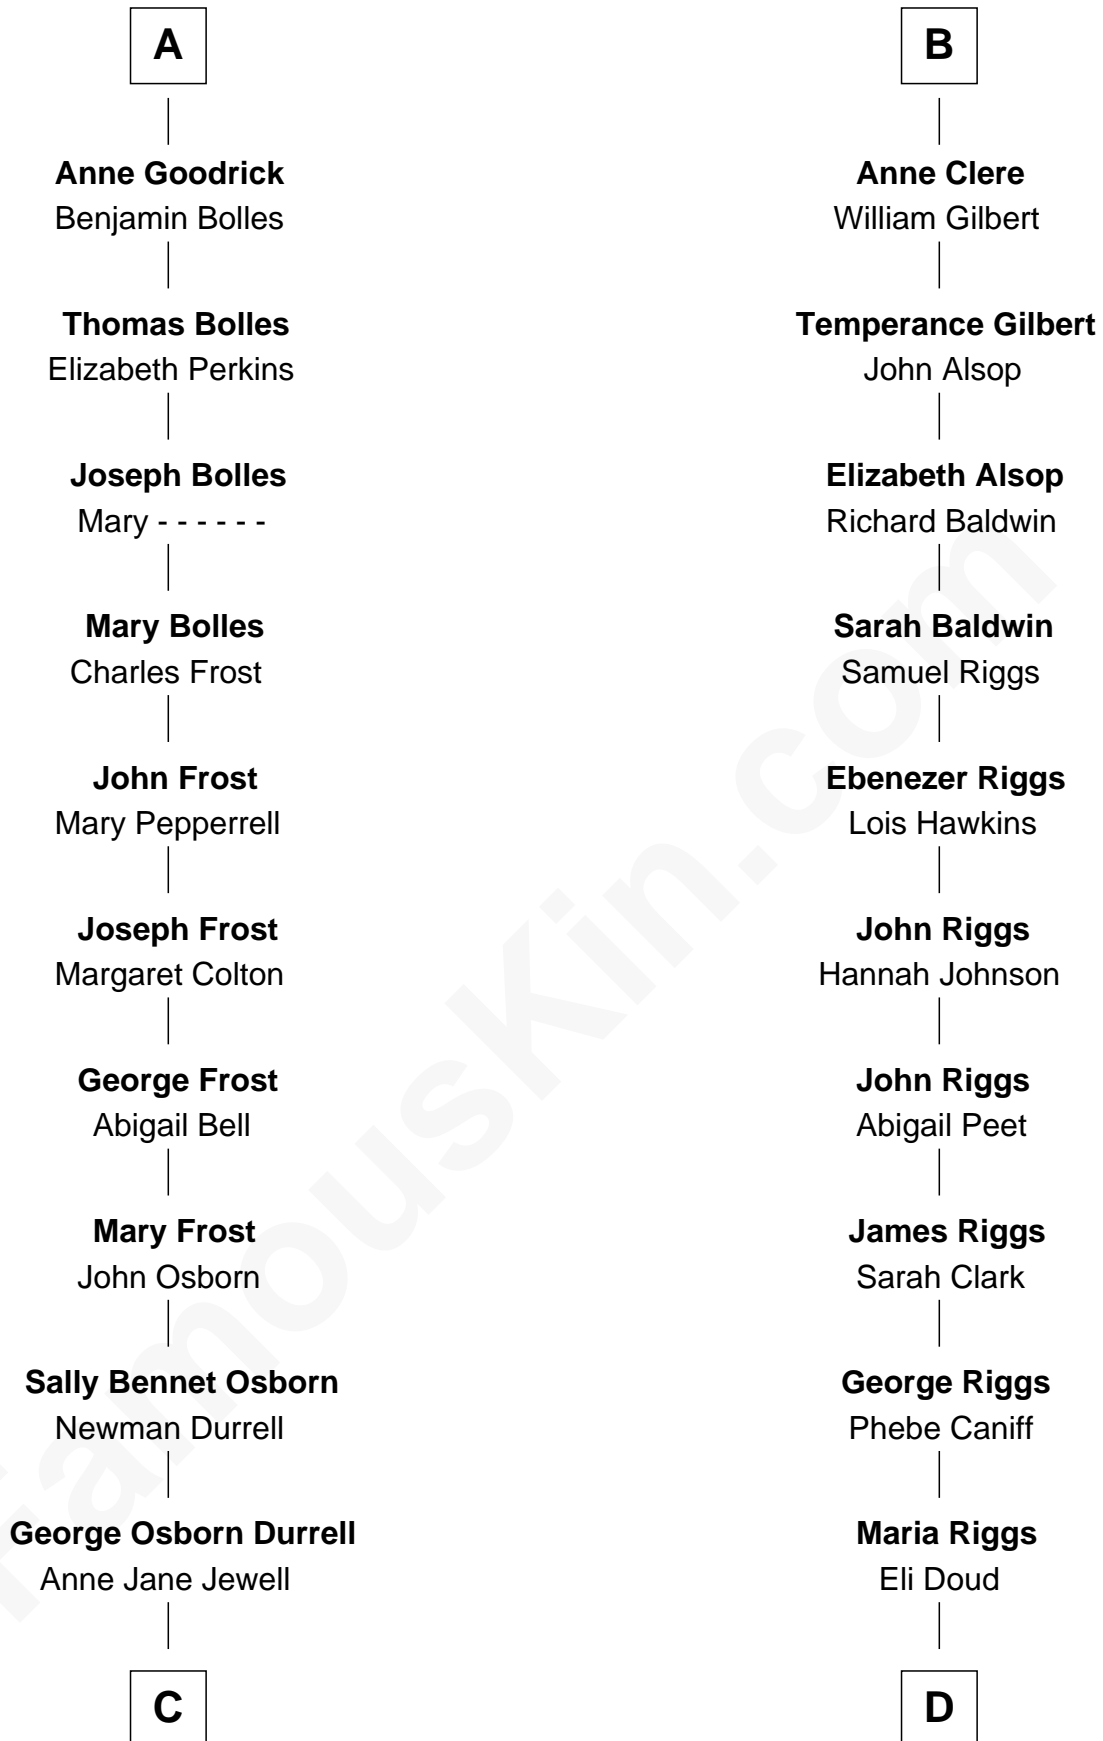 A
Anne Goodrick
Benjamin Bolles
Thomas Bolles
Elizabeth Perkins
Joseph Bolles
Mary - - - - - -
Mary Bolles
Charles Frost
John Frost
Mary Pepperrell
Joseph Frost
Margaret Colton
George Frost
Abigail Bell
Mary Frost
John Osborn
Sally Bennet Osborn
Newman Durrell
George Osborn Durrell
Anne Jane Jewell
C
B
Anne Clere
William Gilbert
Temperance Gilbert
John Alsop
Elizabeth Alsop
Richard Baldwin
Sarah Baldwin
Samuel Riggs
Ebenezer Riggs
Lois Hawkins
John Riggs
Hannah Johnson
John Riggs
Abigail Peet
James Riggs
Sarah Clark
George Riggs
Phebe Caniff
Maria Riggs
Eli Doud
D
FamousKin.com